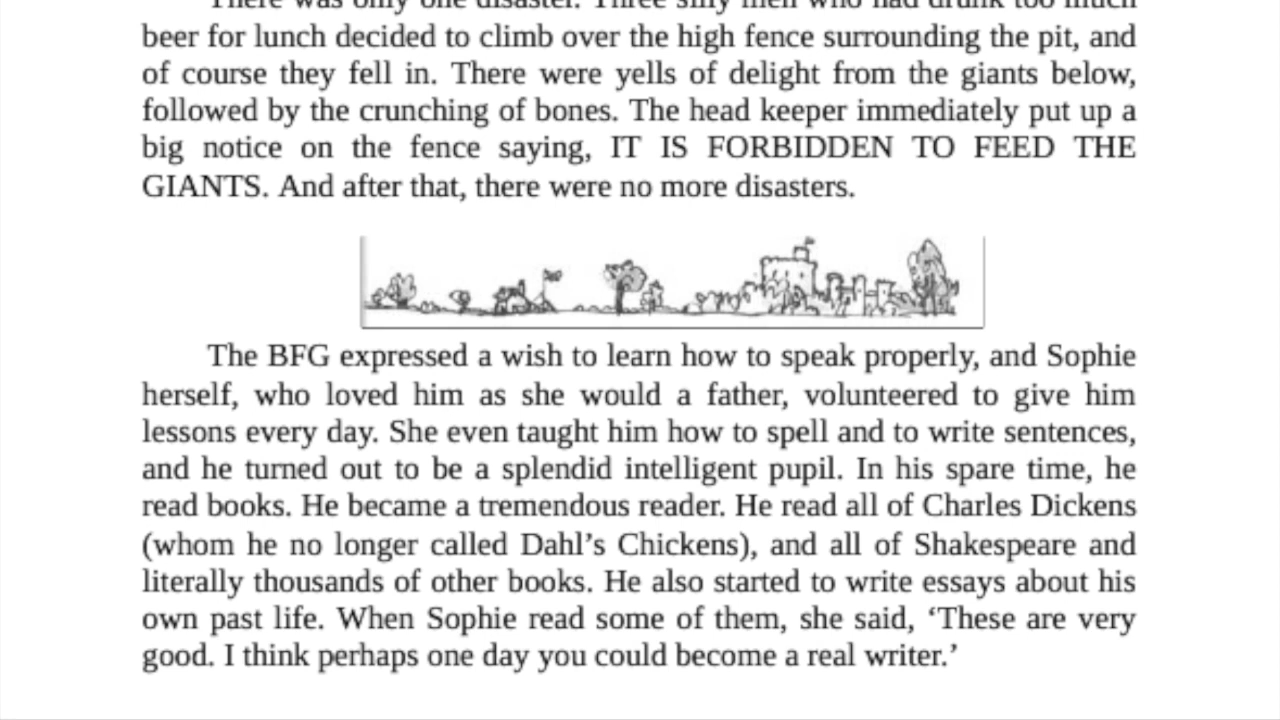 There was only one disaster. Three silly men who had drunk too much
beer for lunch decided to climb over the high fence surrounding the pit, and
of course they fell in. There were yells of delight from the giants below,
followed by the crunching of bones. The head keeper immediately put up a
big notice on the fence saying, IT IS FORBIDDEN TO FEED THE
GIANTS. And after that, there were no more disasters.
The BFG expressed a wish to learn how to speak properly, and Sophie
herself, who loved him as she would a father, volunteered to give him
lessons every day. She even taught him how to spell and to write sentences,
and he turned out to be a splendid intelligent pupil. In his spare time, he
read books. He became a tremendous reader. He read all of Charles Dickens
(whom he no longer called Dahl’s Chickens), and all of Shakespeare and
literally thousands of other books. He also started to write essays about his
own past life. When Sophie read some of them, she said, ‘These are very
good. I think perhaps one day you could become a real writer.’